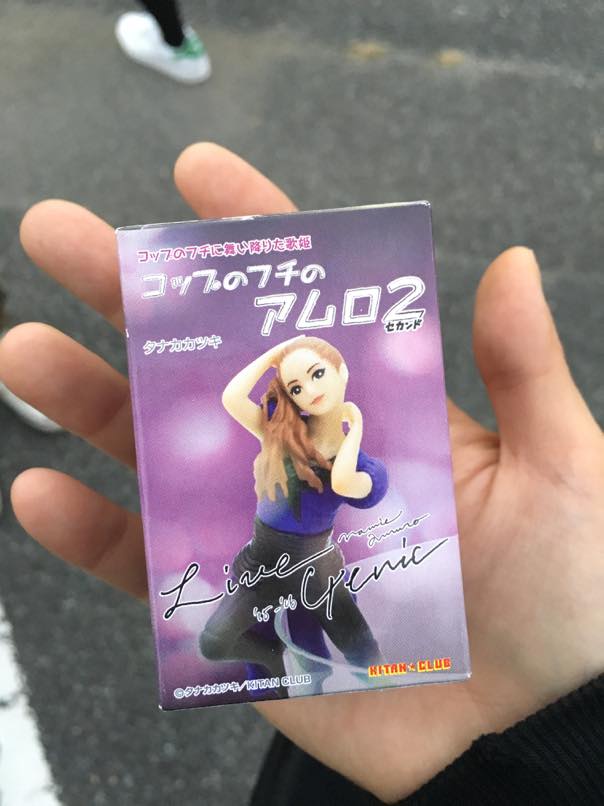 コップのフチに舞い降りた歌姫
コップのフチの
アムロ2
セカンド
タナカカツキ
namie
amuro
Live
'15-'16 Genic
KITAN★CLUB
©タナカカツキ/KITAN CLUB